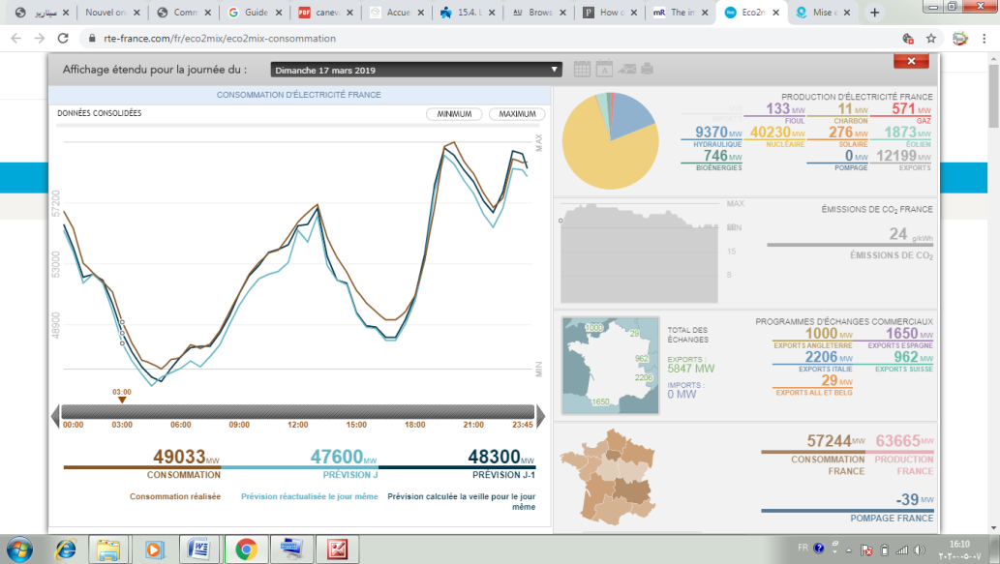 سيناريز
Nouvel on
Comm
Guide
canev
Accue
15.4. L
Brows
How c
The in
Eco2m
Mise e
rte-france.com/fr/eco2mix/eco2mix-consommation
Affichage étendu pour la journée du :
Dimanche 17 mars 2019
CONSOMMATION D'ÉLECTRICITÉ FRANCE
DONNÉES CONSOLIDÉES
MINIMUM
MAXIMUM
MAX
57200
53000
48900
MIN
03:00
00:00 03:00 06:00 09:00 12:00 15:00 18:00 21:00 23:45
49033 MW
CONSOMMATION
Consommation réalisée
47600 MW
PRÉVISION J
Prévision réactualisée le jour même
48300 MW
PRÉVISION J-1
Prévision calculée la veille pour le jour
même
PRODUCTION D'ÉLECTRICITÉ FRANCE
133 MW
FIOUL
11 MW
CHARBON
571 MW
GAZ
9370 MW
HYDRAULIQUE
40230 MW
NUCLÉAIRE
276 MW
SOLAIRE
1873 MW
ÉOLIEN
746 MW
BIOÉNERGIES
0 MW
POMPAGE
12199 MW
EXPORTS
MAX
MIN
15
8
ÉMISSIONS DE CO2 FRANCE
24 g/kWh
ÉMISSIONS DE CO2
PROGRAMMES D'ÉCHANGES COMMERCIAUX
1000
29
962
2206
1650
TOTAL DES
ÉCHANGES
EXPORTS :
5847 MW
IMPORTS :
0 MW
1000 MW
EXPORTS ANGLETERRE
1650 MW
EXPORTS ESPAGNE
2206 MW
EXPORTS ITALIE
962 MW
EXPORTS SUISSE
29 MW
EXPORTS ALL ET BELG
57244 MW
CONSOMMATION
FRANCE
63665 MW
PRODUCTION
FRANCE
-39 MW
POMPAGE FRANCE
FR
16:10
٢٠٢٠-٠٥-٠٧